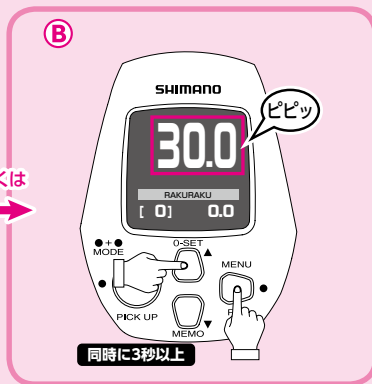 Ⓑ
SHIMANO
ピピッ
30.0
RAKURAKU
[ 0] 0.0
くは
●+●
MODE
0-SET
▲
MENU
PICK UP
MEMO
▼
同時に3秒以上